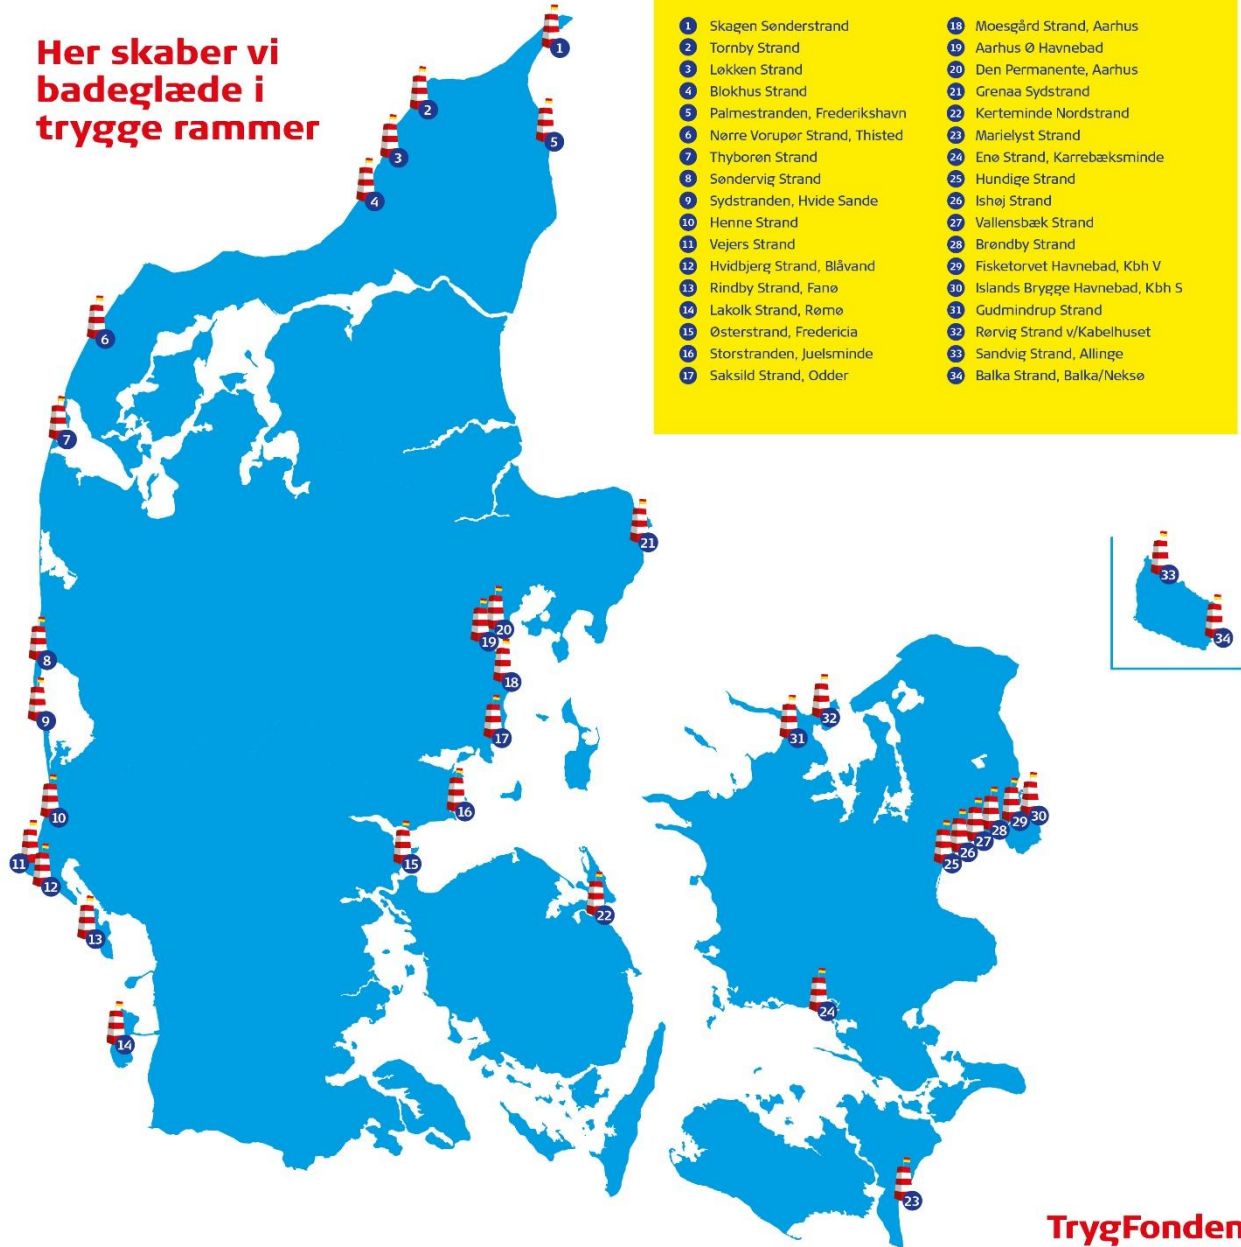 Her skaber vi
badeglæde i
trygge rammer
1 Skagen Sønderstrand
2 Tornby Strand
3 Løkken Strand
4 Blokhus Strand
5 Palmestranden, Frederikshavn
6 Nørre Vorupør Strand, Thisted
7 Thyborøn Strand
8 Søndervig Strand
9 Sydstranden, Hvide Sande
10 Henne Strand
11 Vejers Strand
12 Hvidbjerg Strand, Blåvand
13 Rindby Strand, Fanø
14 Lakolk Strand, Rømø
15 Østerstrand, Fredericia
16 Storstranden, Juelsminde
17 Saksild Strand, Odder
18 Moesgård Strand, Aarhus
19 Aarhus Ø Havnebad
20 Den Permanente, Aarhus
21 Grenaa Sydstrand
22 Kerteminde Nordstrand
23 Marielyst Strand
24 Enø Strand, Karrebæksminde
25 Hundige Strand
26 Ishøj Strand
27 Vallensbæk Strand
28 Brøndby Strand
29 Fisketorvet Havnebad, Kbh V
30 Islands Brygge Havnebad, Kbh S
31 Gudmindrup Strand
32 Rørvig Strand v/Kabelhuset
33 Sandvig Strand, Allinge
34 Balka Strand, Balka/Neksø
1
2
5
3
4
6
7
21
33
20
19
34
8
18
32
9
17
31
16
10
30
29
28
27
26
15
11
25
12
22
13
24
14
23
TrygFonden